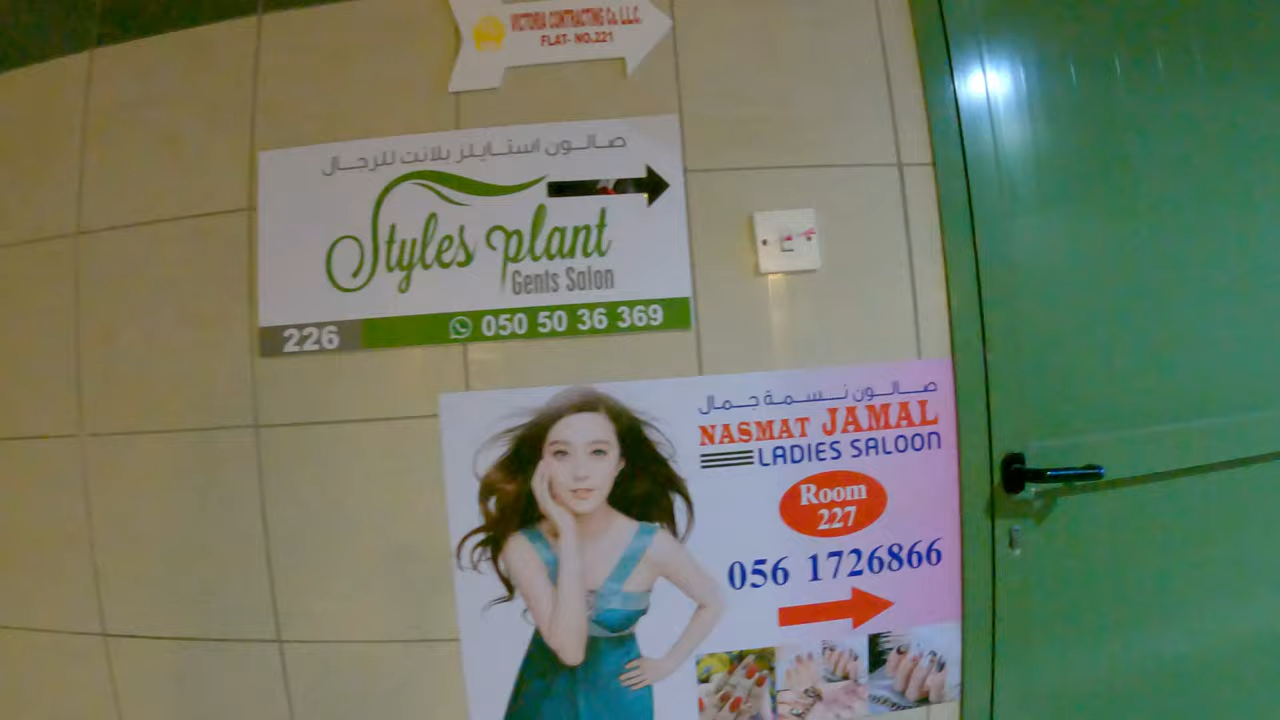 VICTORIA CONTRACTING Co. L.L.C.
FLAT- NO.221
صالون استايلز بلانت للرجال
Styles plant
Gents Salon
226
050 50 36 369
صالون نسمة جمال
NASMAT JAMAL
LADIES SALOON
Room
227
056 1726866